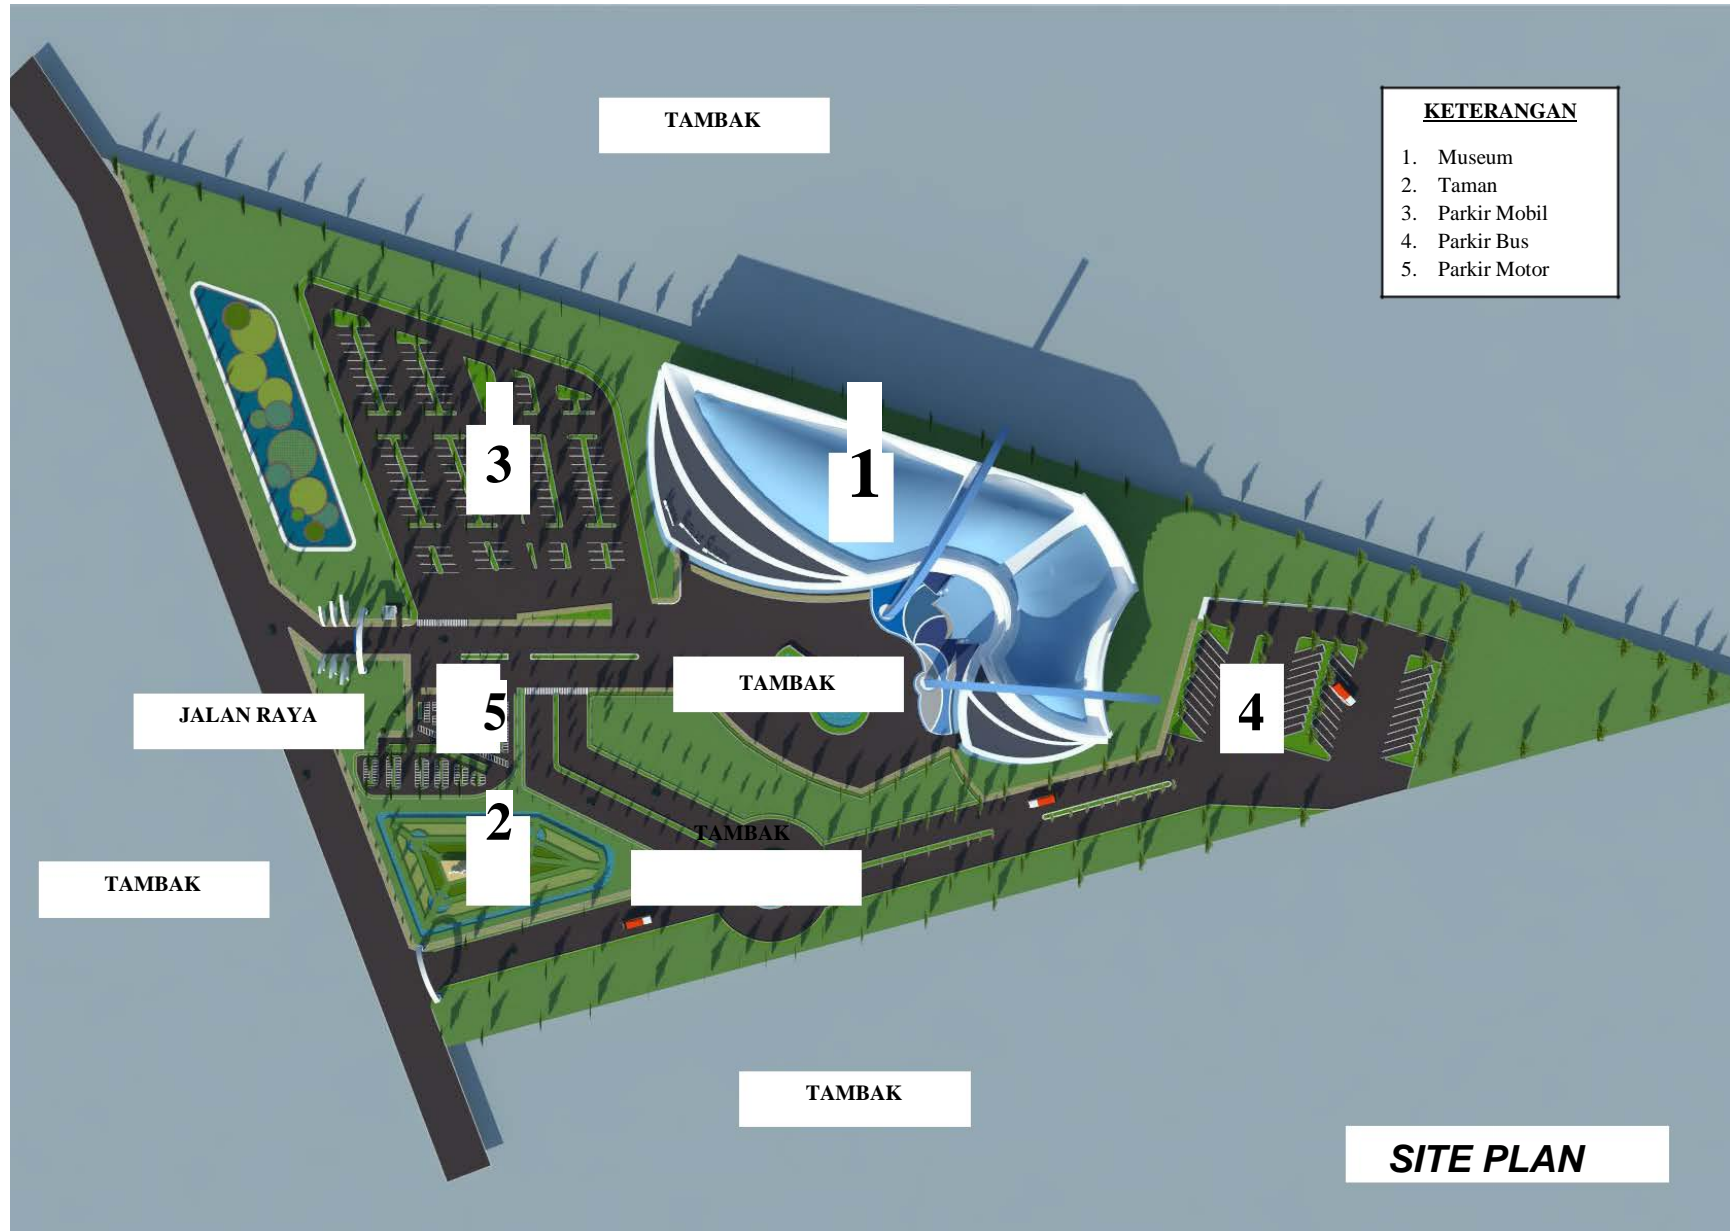 TAMBAK
KETERANGAN
1. Museum
2. Taman
3. Parkir Mobil
4. Parkir Bus
5. Parkir Motor
3
1
TAMBAK
JALAN RAYA
5
4
2
TAMBAK
TAMBAK
TAMBAK
SITE PLAN